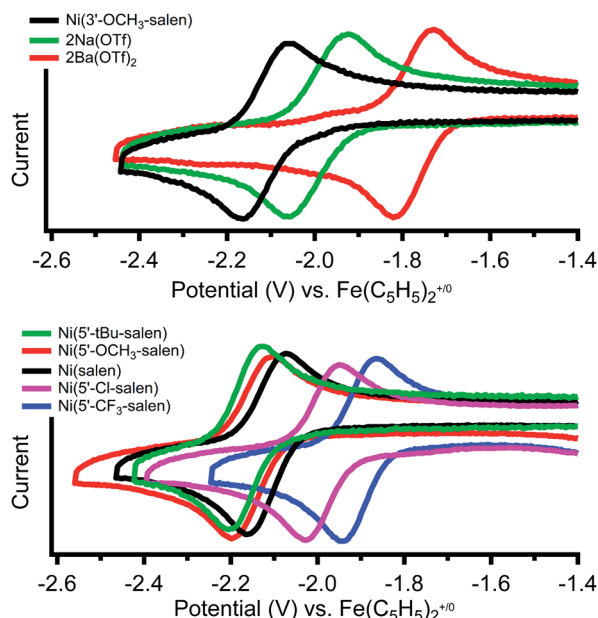 Ni(3'-OCH₃-salen)
2Na(OTf)
2Ba(OTf)₂
Current
-2.6 -2.4 -2.2 -2.0 -1.8 -1.6 -1.4
Potential (V) vs. Fe(C₅H₅)₂⁺/⁰
Ni(5'-tBu-salen)
Ni(5'-OCH₃-salen)
Ni(salen)
Ni(5'-Cl-salen)
Ni(5'-CF₃-salen)
Current
-2.6 -2.4 -2.2 -2.0 -1.8 -1.6 -1.4
Potential (V) vs. Fe(C₅H₅)₂⁺/⁰